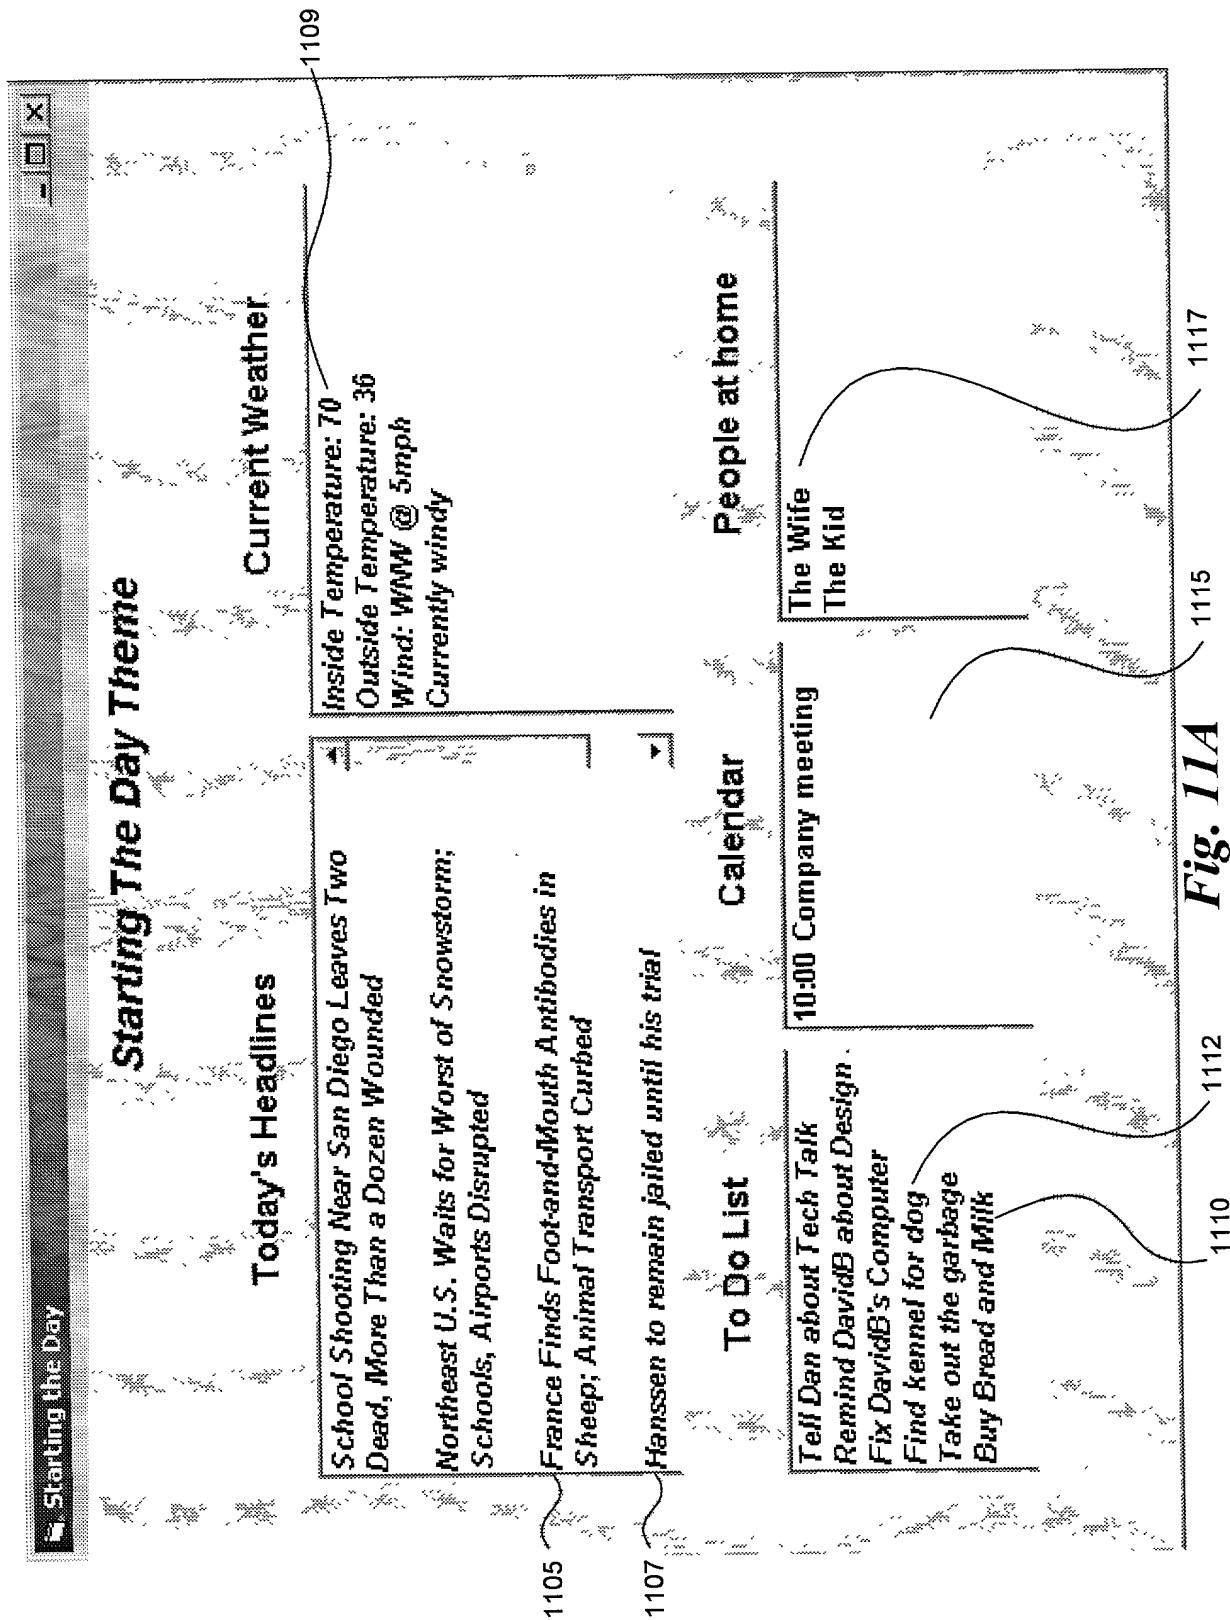 Starting the Day
Starting The Day Theme
Today's Headlines
School Shooting Near San Diego Leaves Two
Dead, More Than a Dozen Wounded
Northeast U.S. Waits for Worst of Snowstorm;
Schools, Airports Disrupted
France Finds Foot-and-Mouth Antibodies in
Sheep; Animal Transport Curbed
Hanssen to remain jailed until his trial
1105
1107
Current Weather
Inside Temperature: 70
Outside Temperature: 36
Wind: WNW @ 5mph
Currently windy
1109
To Do List
Tell Dan about Tech Talk
Remind DavidB about Design
Fix DavidB's Computer
Find kennel for dog
Take out the garbage
Buy Bread and Milk
1110
1112
Calendar
10:00 Company meeting
1115
People at home
The Wife
The Kid
1117
Fig. 11A